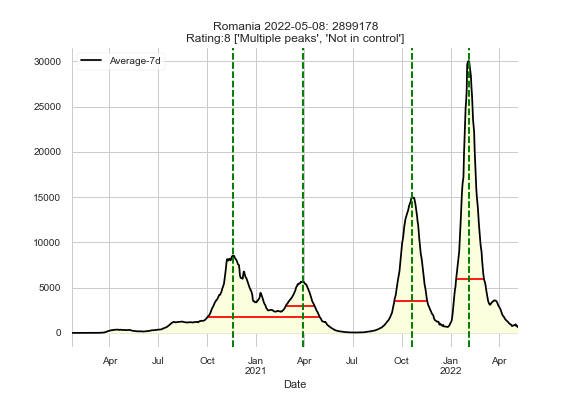 Romania 2022-05-08: 2899178
Rating:8 ['Multiple peaks', 'Not in control']
Average-7d
30000
25000
20000
15000
10000
5000
0
Apr Jul Oct Jan Apr Jul Oct Jan Apr
2021 2022
Date